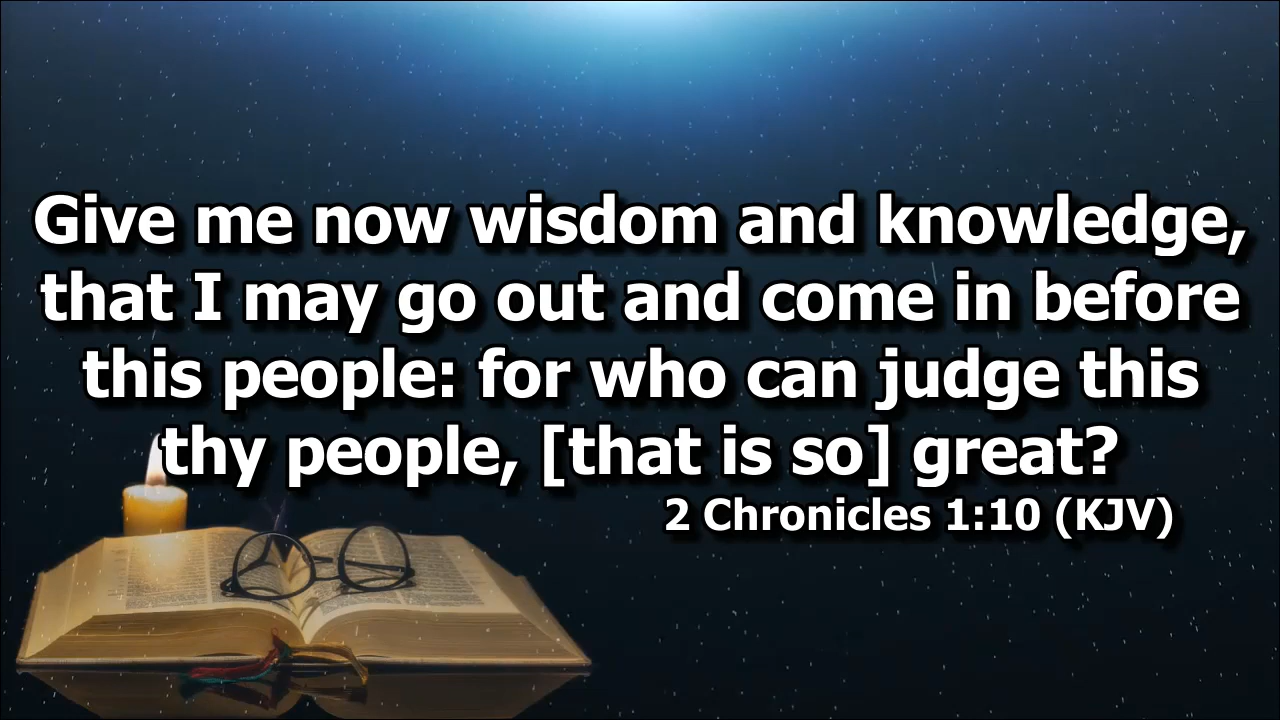 Give me now wisdom and knowledge,
that I may go out and come in before
this people: for who can judge this
thy people, [that is so] great?
2 Chronicles 1:10 (KJV)